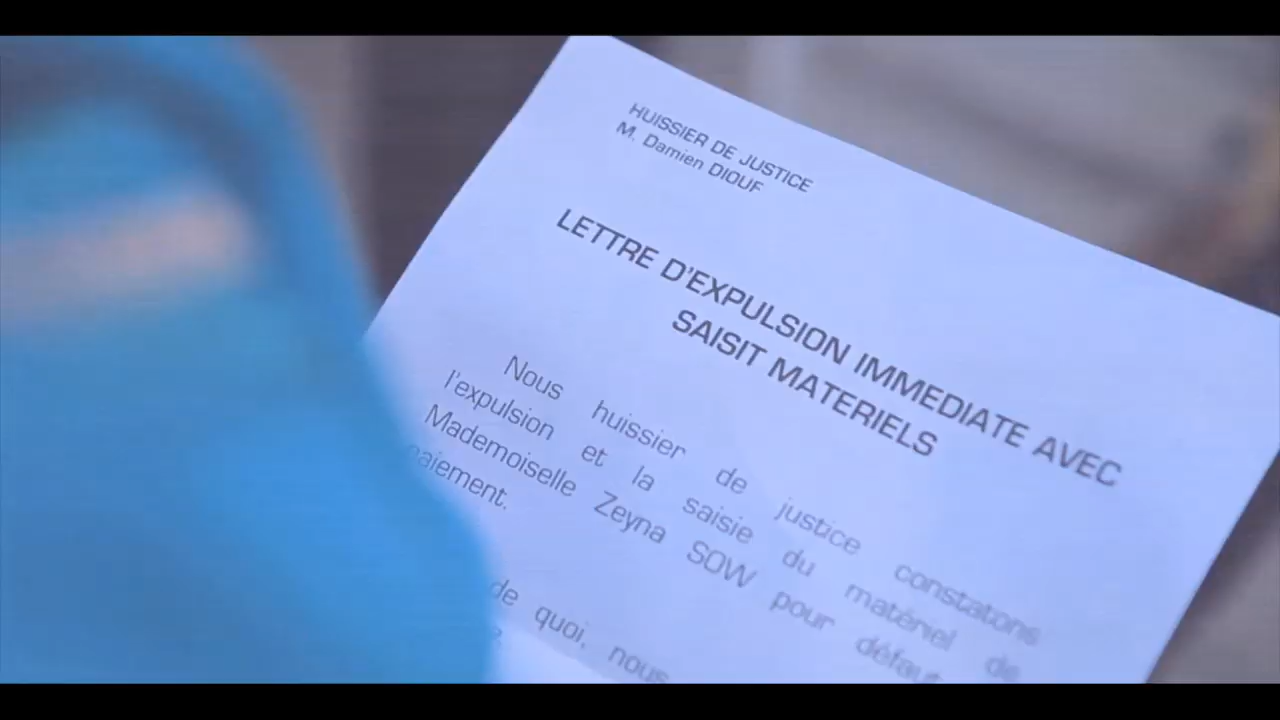 HUISSIER DE JUSTICE
M. Damien DIOUF
LETTRE D'EXPULSION IMMEDIATE AVEC
SAISIT MATERIELS
Nous huissier de justice constatons
l'expulsion et la saisie du matériel de
Mademoiselle Zeyna SOW pour défaut
paiement.
de quoi, nous